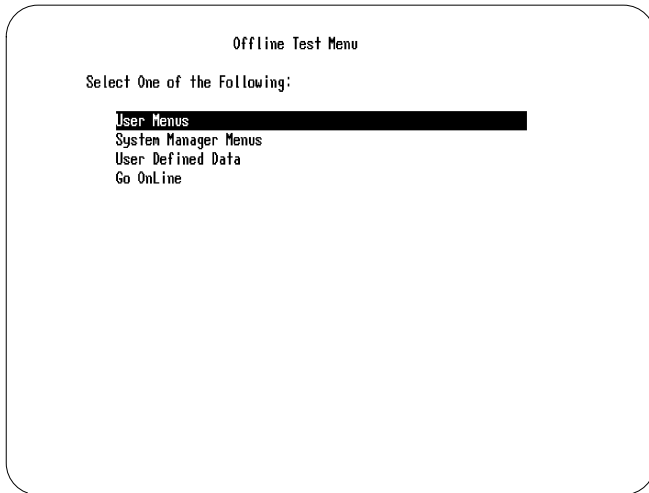 Offline Test Menu
Select One of the Following:
User Menus
System Manager Menus
User Defined Data
Go OnLine